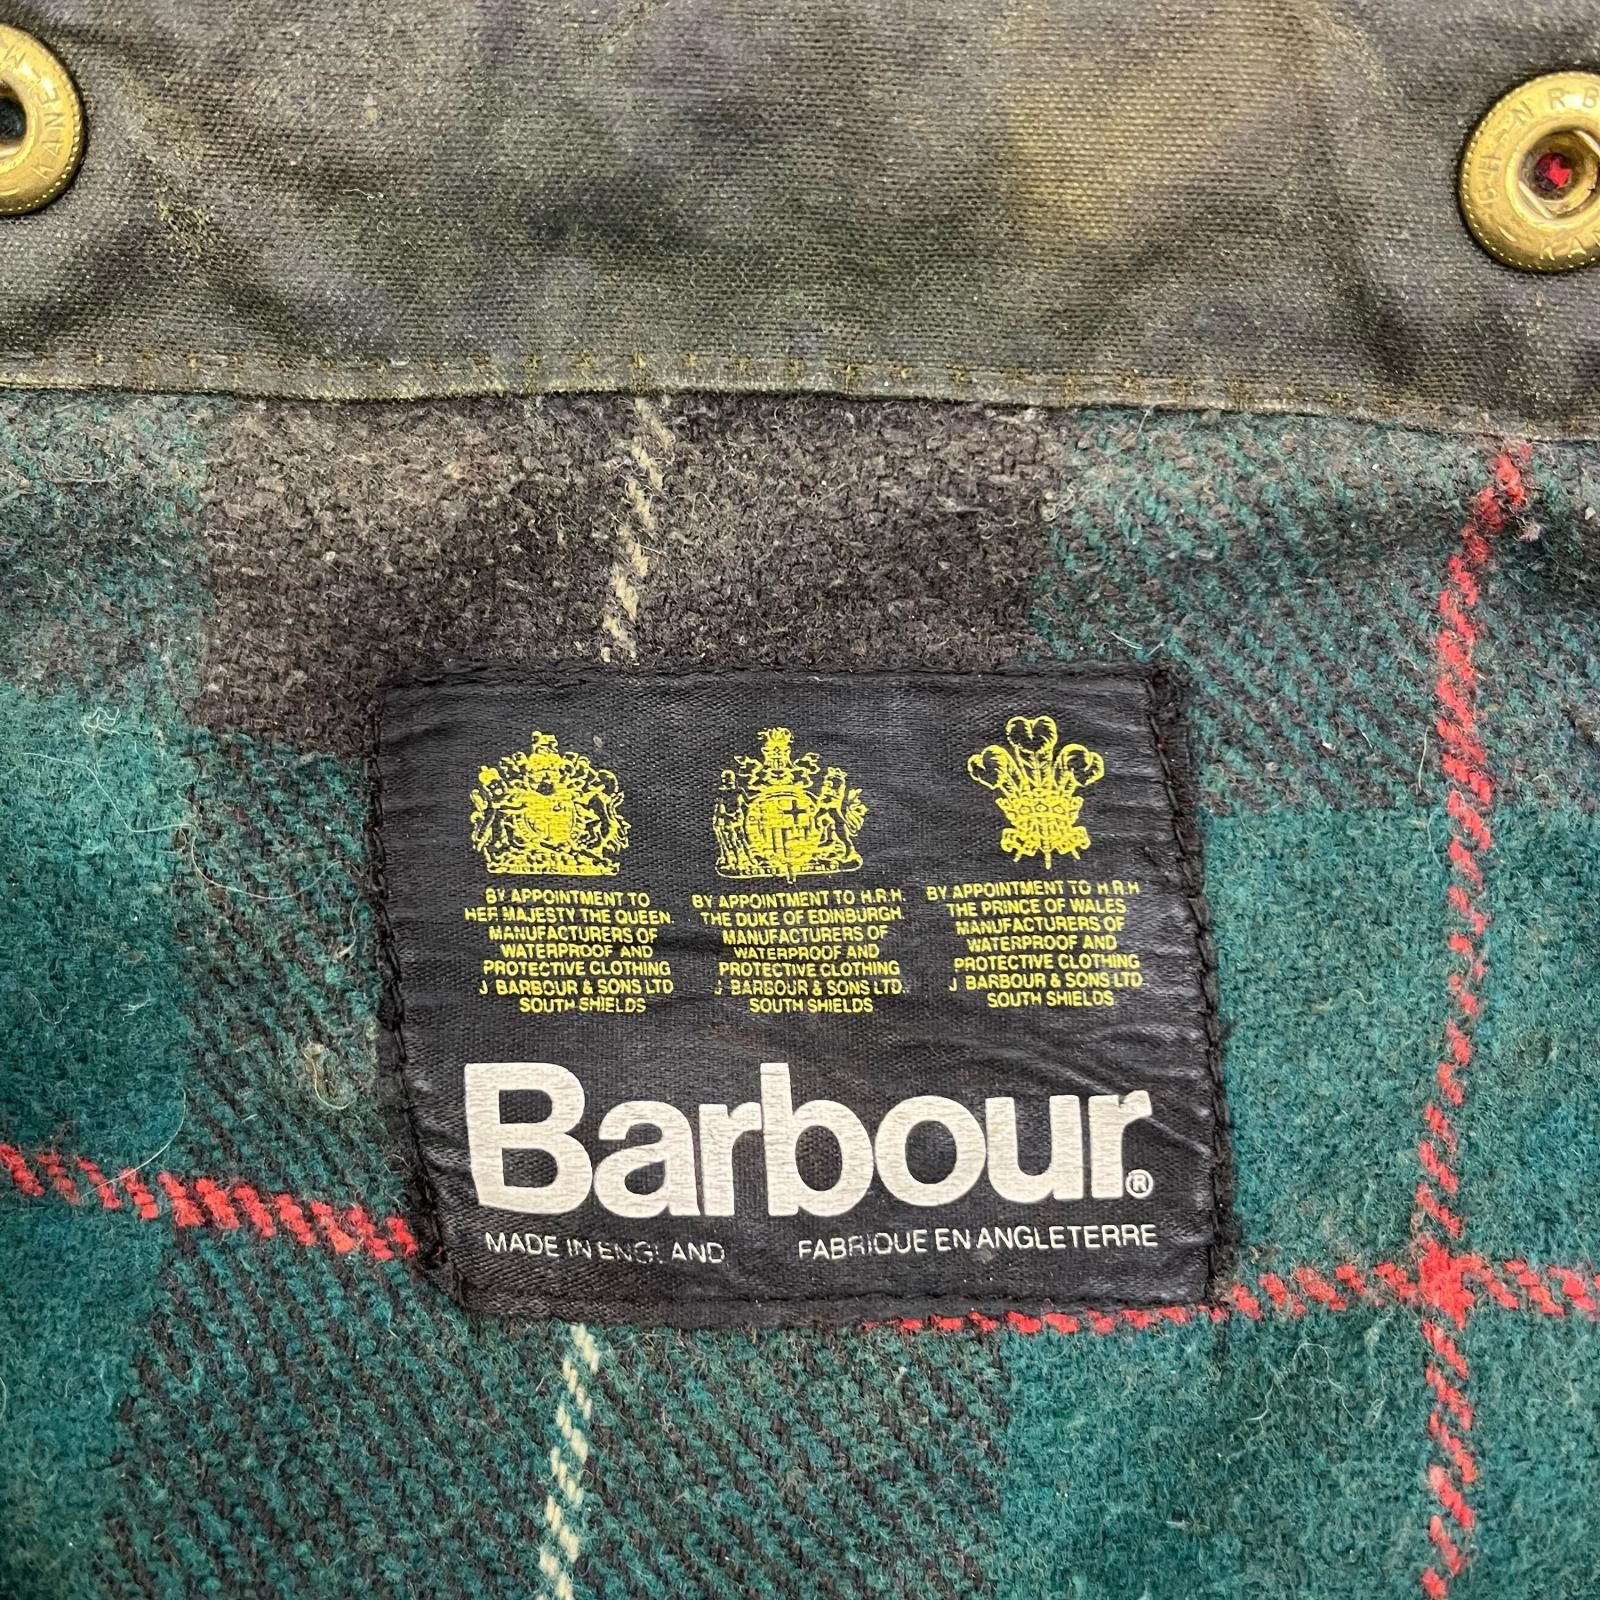 BY APPOINTMENT TO
HER MAJESTY THE QUEEN.
MANUFACTURERS OF
WATERPROOF AND
PROTECTIVE CLOTHING
J BARBOUR & SONS LTD
SOUTH SHIELDS
BY APPOINTMENT TO H.R.H.
THE DUKE OF EDINBURGH.
MANUFACTURERS OF
WATERPROOF AND
PROTECTIVE CLOTHING
J BARBOUR & SONS LTD.
SOUTH SHIELDS
BY APPOINTMENT TO H.R.H
THE PRINCE OF WALES
MANUFACTURERS OF
WATERPROOF AND
PROTECTIVE CLOTHING
J BARBOUR & SONS LTD
SOUTH SHIELDS
Barbour®
MADE IN ENGLAND FABRIQUE EN ANGLETERRE